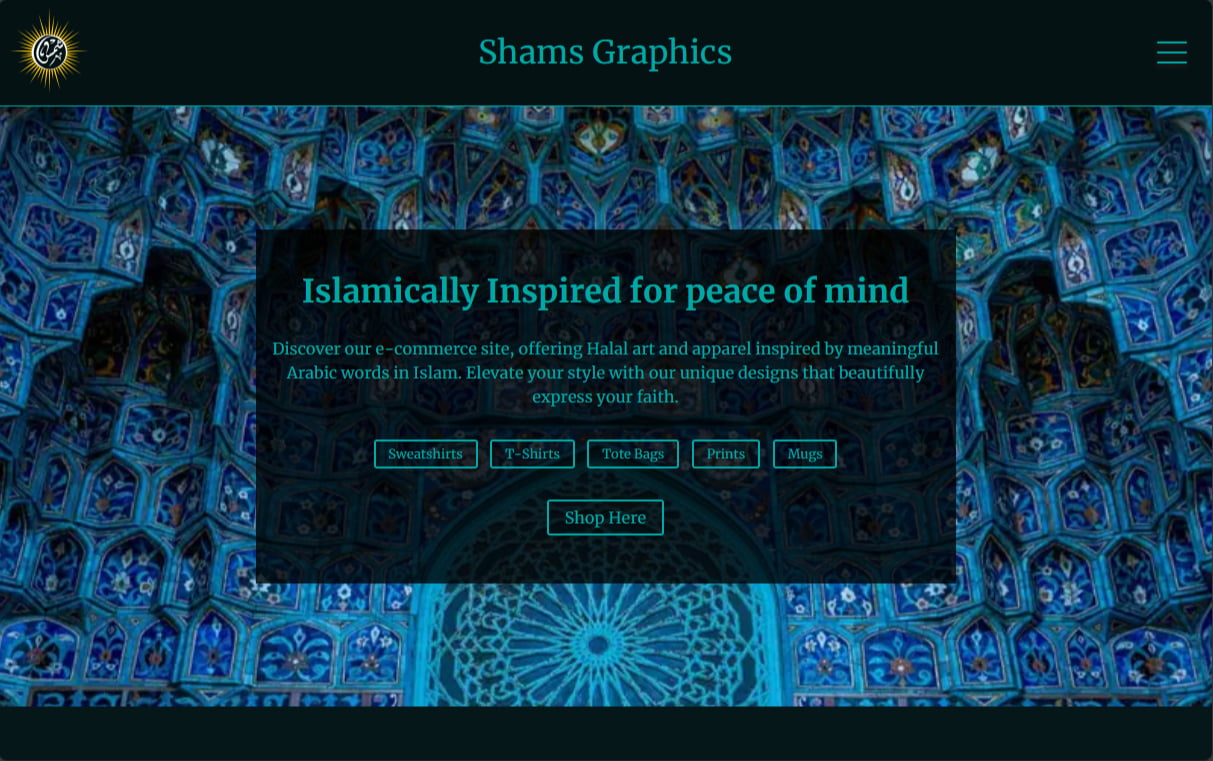 Shams Graphics
Islamically Inspired for peace of mind
Discover our e-commerce site, offering Halal art and apparel inspired by meaningful
Arabic words in Islam. Elevate your style with our unique designs that beautifully
express your faith.
Sweatshirts T-Shirts Tote Bags Prints Mugs
Shop Here